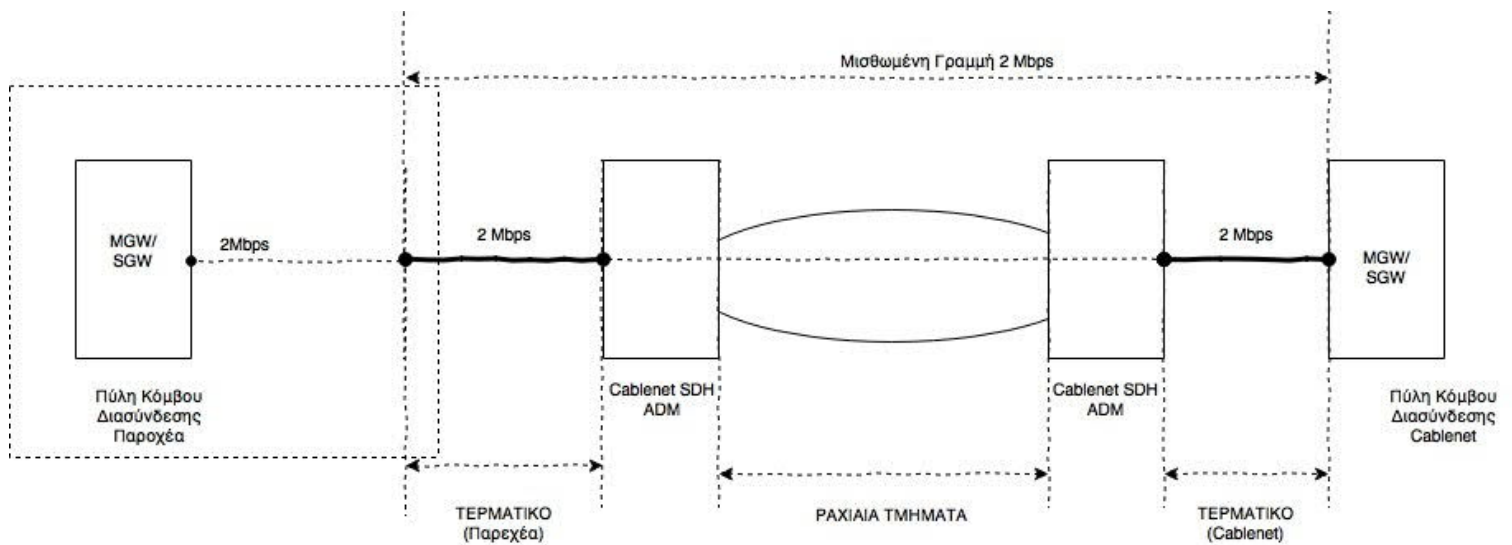 Μισθωμένη Γραμμή 2 Mbps
MGW/
SGW
2Mbps
2 Mbps
2 Mbps
MGW/
SGW
Πύλη Κόμβου
Διασύνδεσης
Παροχέα
Cablenet SDH
ADM
Cablenet SDH
ADM
Πύλη Κόμβου
Διασύνδεσης
Cablenet
ΤΕΡΜΑΤΙΚΟ
(Παρεχέα)
ΡΑΧΙΑΙΑ ΤΜΗΜΑΤΑ
ΤΕΡΜΑΤΙΚΟ
(Cablenet)